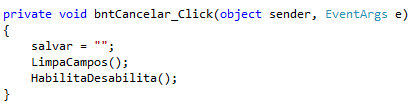 private void bntCancelar_Click(object sender, EventArgs e)
{
    salvar = "";
    LimpaCampos();
    HabilitaDesabilita();
}